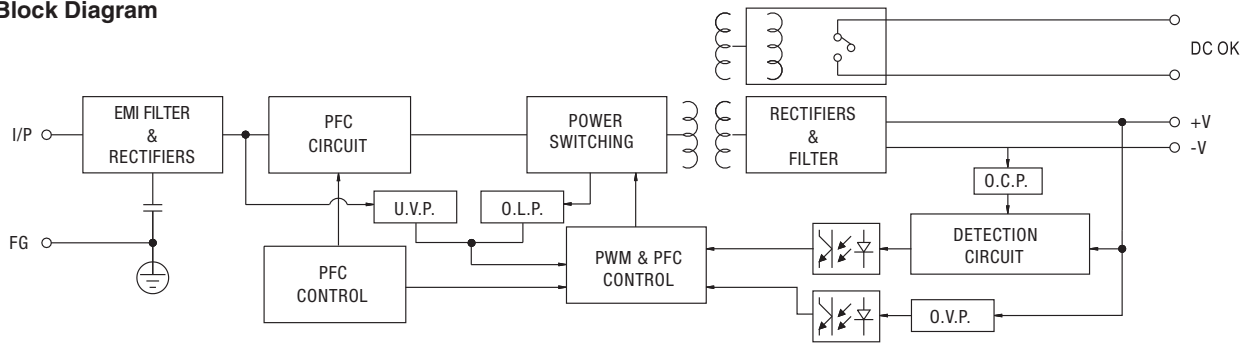 Block Diagram
DC OK
I/P
EMI FILTER
&
RECTIFIERS
PFC
CIRCUIT
POWER
SWITCHING
RECTIFIERS
&
FILTER
+V
-V
O.C.P.
U.V.P.
O.L.P.
FG
PFC
CONTROL
PWM & PFC
CONTROL
DETECTION
CIRCUIT
O.V.P.